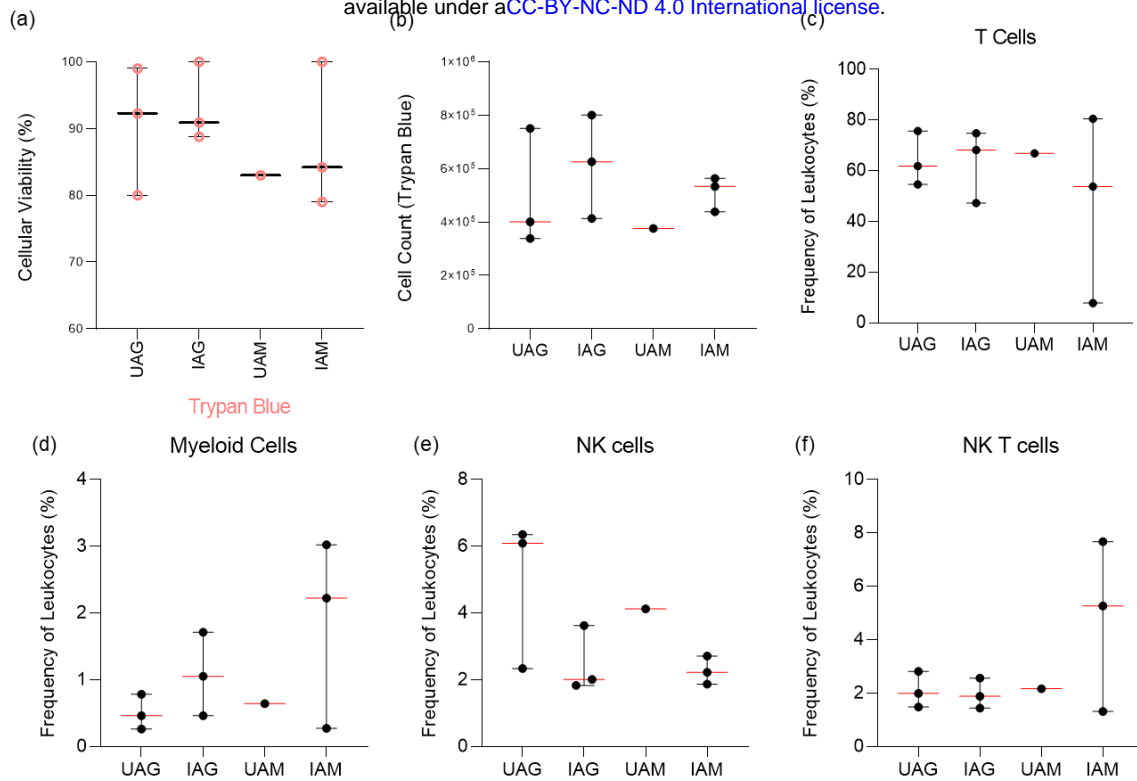 available under aCC-BY-NC-ND 4.0 International license.
(a)
100
90
80
70
60
Cellular Viability (%)
UAG
IAG
UAM
IAM
Trypan Blue
(b)
1×10⁶
8×10⁵
6×10⁵
4×10⁵
2×10⁵
0
Cell Count (Trypan Blue)
UAG IAG UAM IAM
(c)
T Cells
100
80
60
40
20
0
Frequency of Leukocytes (%)
UAG IAG UAM IAM
(d)
Myeloid Cells
4
3
2
1
0
Frequency of Leukocytes (%)
UAG IAG UAM IAM
(e)
NK cells
8
6
4
2
0
Frequency of Leukocytes (%)
UAG IAG UAM IAM
(f)
NK T cells
10
8
6
4
2
0
Frequency of Leukocytes (%)
UAG IAG UAM IAM